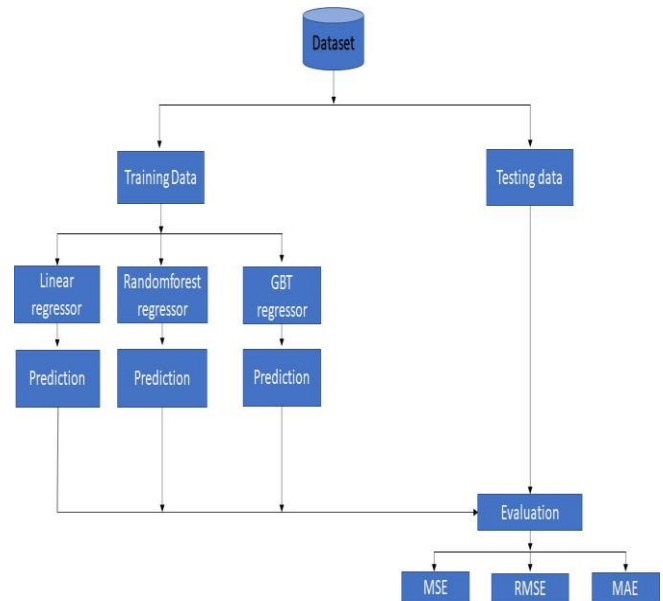 Dataset
Training Data
Testing data
Linear
regressor
Randomforest
regressor
GBT
regressor
Prediction
Prediction
Prediction
Evaluation
MSE
RMSE
MAE